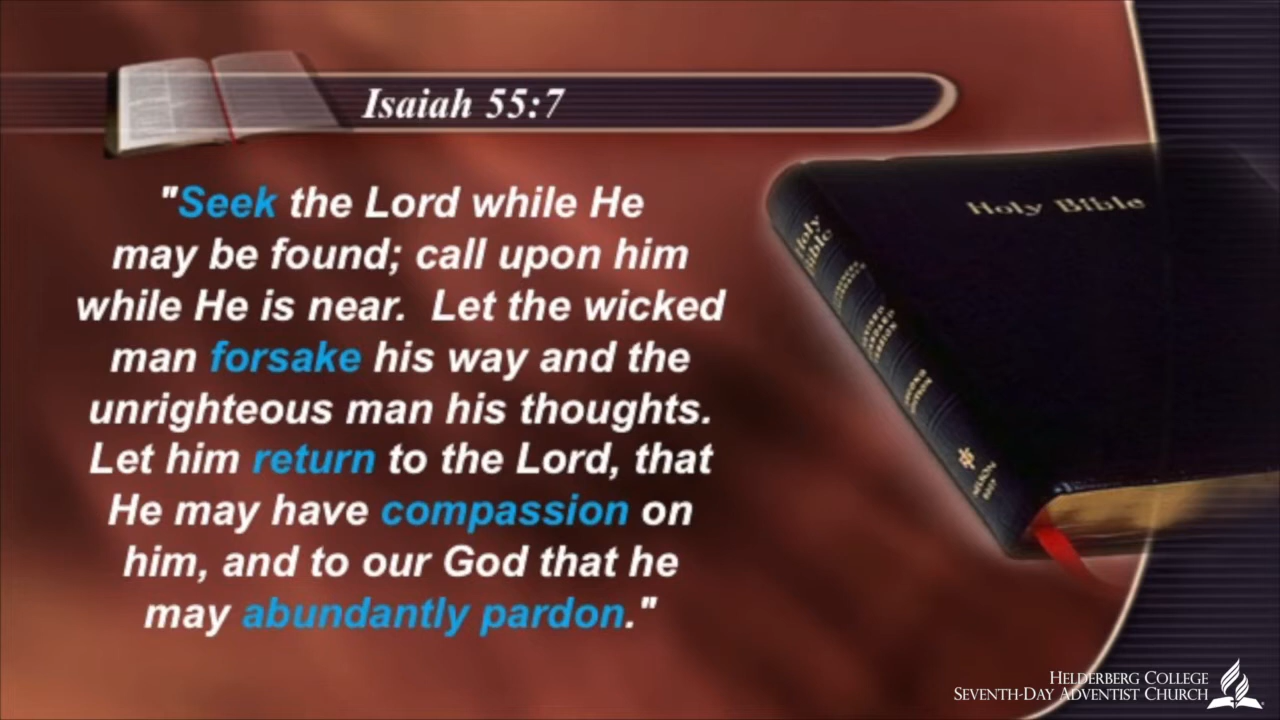 Isaiah 55:7
"Seek the Lord while He
may be found; call upon him
while He is near.  Let the wicked
man forsake his way and the
unrighteous man his thoughts.
Let him return to the Lord, that
He may have compassion on
him, and to our God that he
may abundantly pardon."
Holy Bible
Holy
Bible
HELDERBERG COLLEGE
SEVENTH-DAY ADVENTIST CHURCH